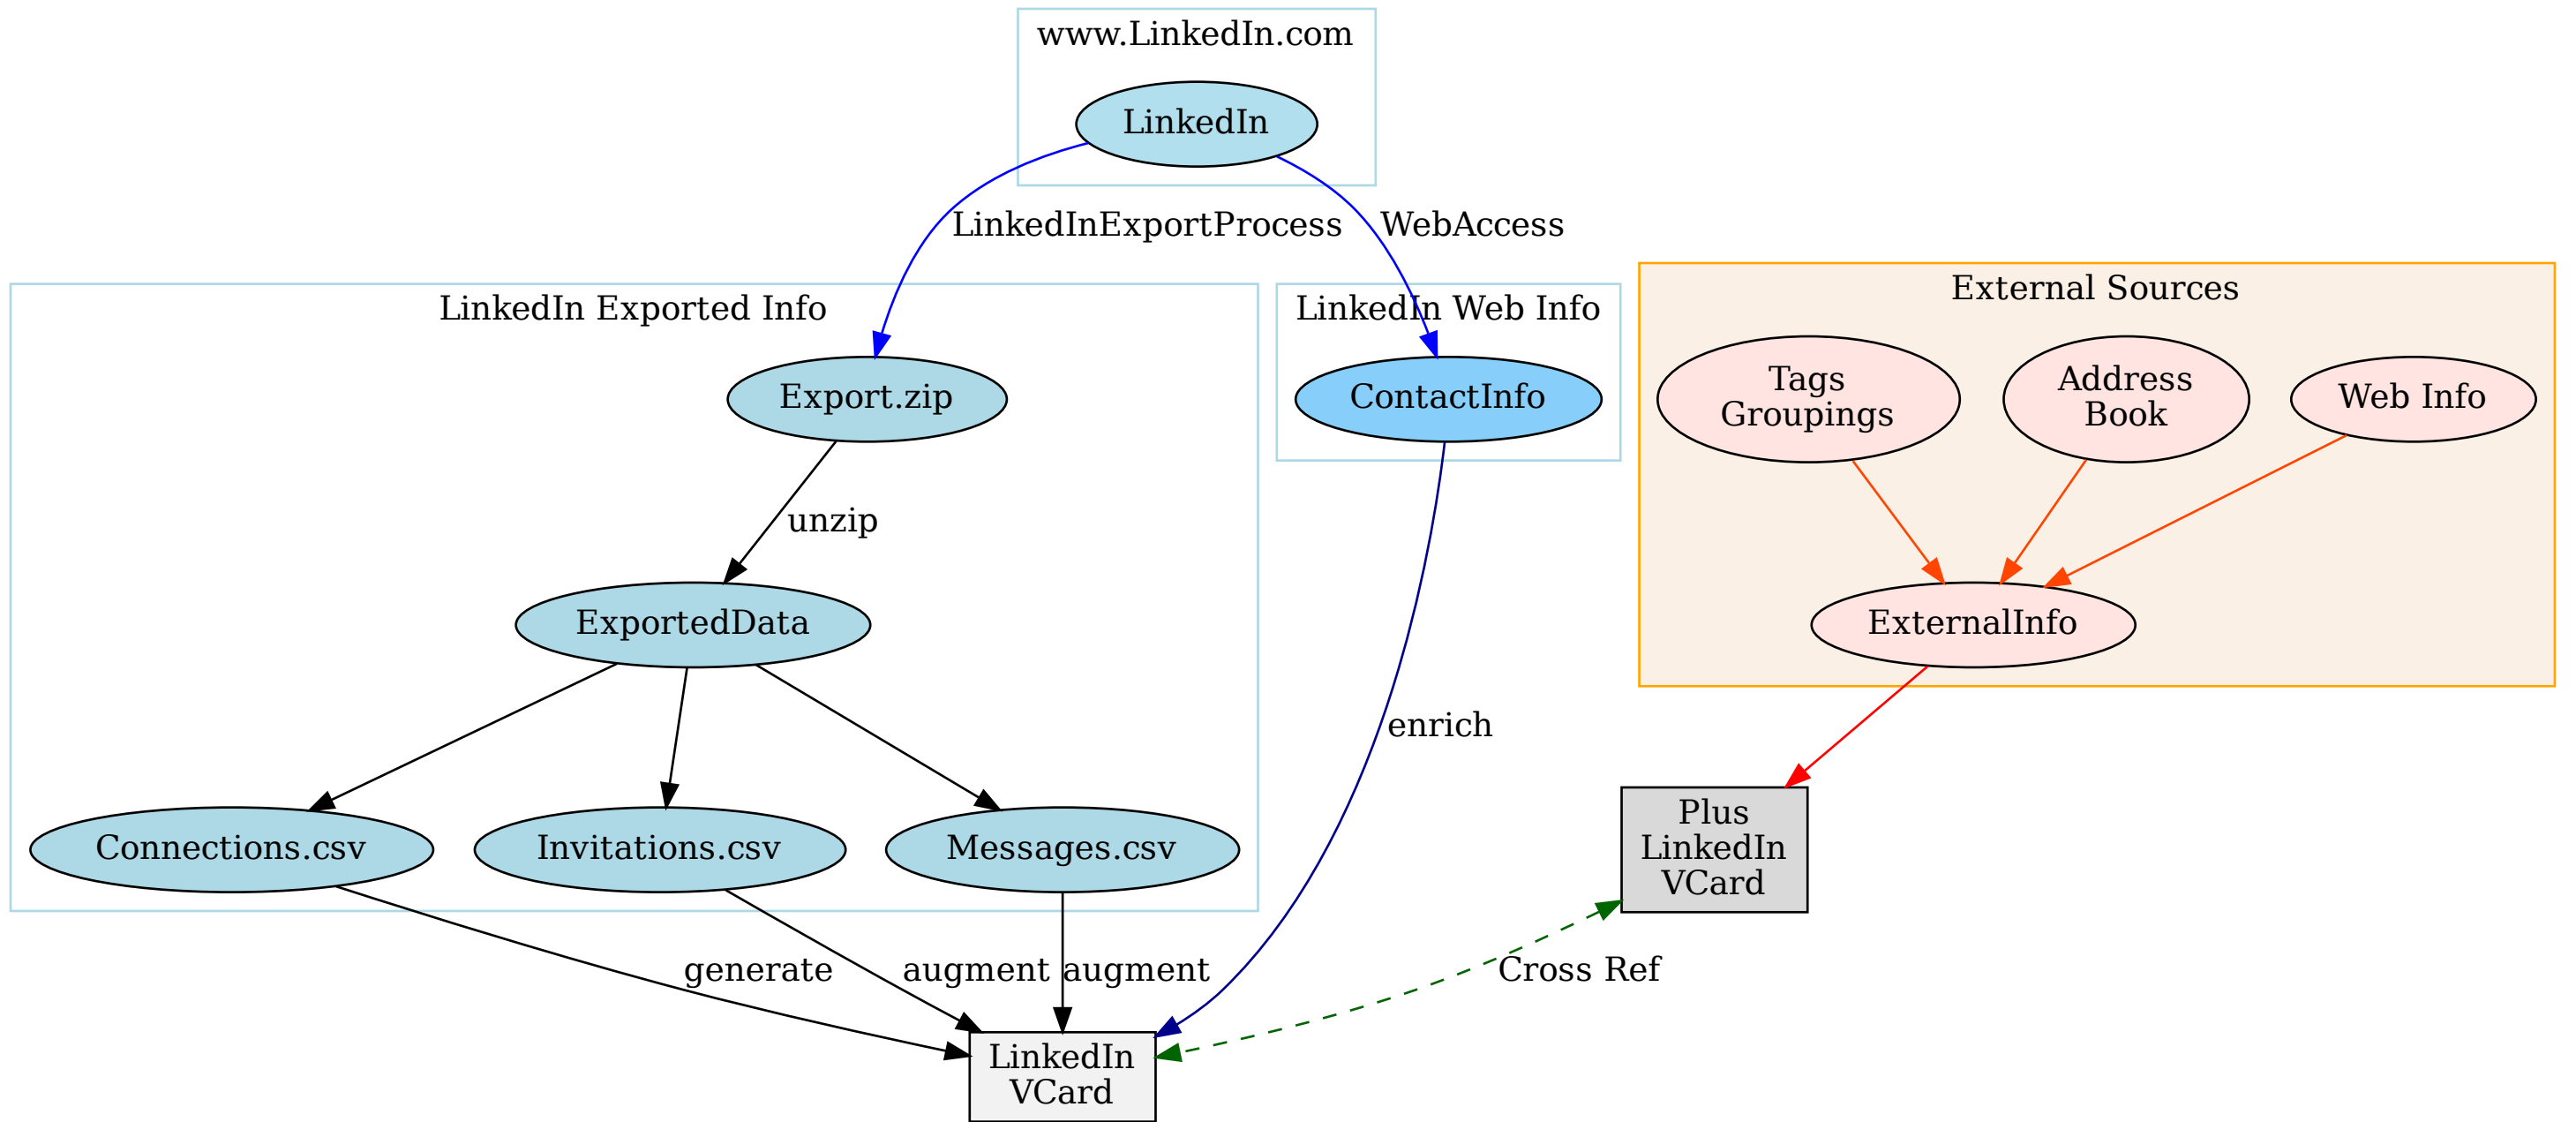 www.LinkedIn.com
LinkedIn
LinkedInExportProcess
WebAccess
LinkedIn Exported Info
LinkedIn Web Info
External Sources
Export.zip
ContactInfo
Tags
Groupings
Address
Book
Web Info
unzip
ExportedData
ExternalInfo
enrich
Connections.csv
Invitations.csv
Messages.csv
Plus
LinkedIn
VCard
generate
augment
augment
Cross Ref
LinkedIn
VCard